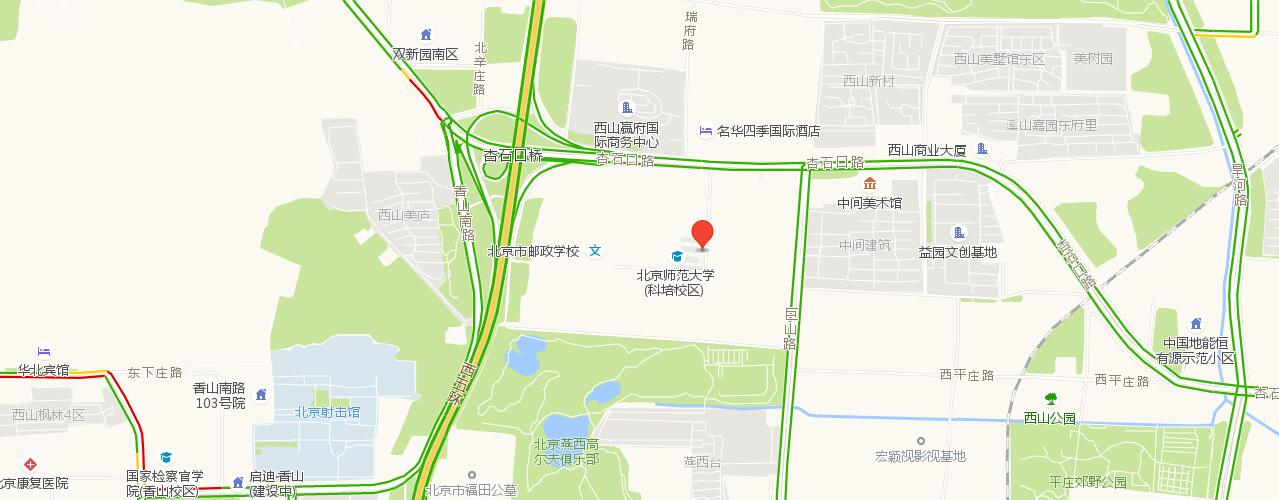 瑞府路
双新园南区
北辛庄路
西山美墅馆东区
美树园
西山新村
西山赢府国
际商务中心
名华四季国际酒店
溪山嘉园东府里
杏石口桥
杏石口路
杏石口路
西山商业大厦
旱河路
香山南路
西山美庐
中间美术馆
中间建筑
益园文创基地
北京市邮政学校
文
北京师范大学
(科培校区)
杏石口路
巨山路
中国地能恒
有源示范小区
华北宾馆
东下庄路
西五环
西平庄路
西平庄路
香山南路
103号院
杏石
西山枫林4区
北京射击馆
西山公园
北京燕西高
尔夫俱乐部
燕西台
宏颖视影视基地
国家检察官学
院(香山校区)
启迪·香山
(建设中)
京康复医院
北京市福田公墓
平庄郊野公园